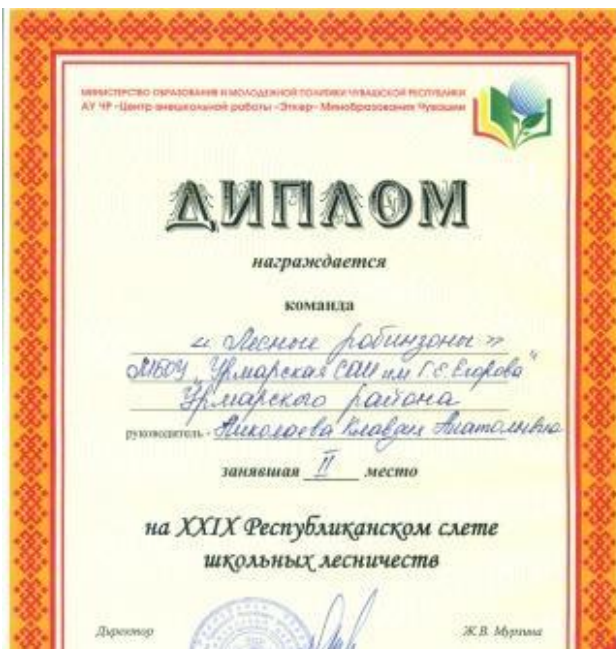 МИНИСТЕРСТВО ОБРАЗОВАНИЯ И МОЛОДЕЖНОЙ ПОЛИТИКИ ЧУВАШСКОЙ РЕСПУБЛИКИ
АУ ЧР «Центр внешкольной работы «Эткер» Минобразования Чувашии
ДИПЛОМ
награждается
команда
« Лесные робинзоны »
МБОУ "Урмарская СОШ им Г.Е. Егорова"
Урмарского района
руководитель - Николаева Клавдия Анатольевна
занявшая II место
на XXIX Республиканском слете
школьных лесничеств
Директор Ж.В. Мурзина